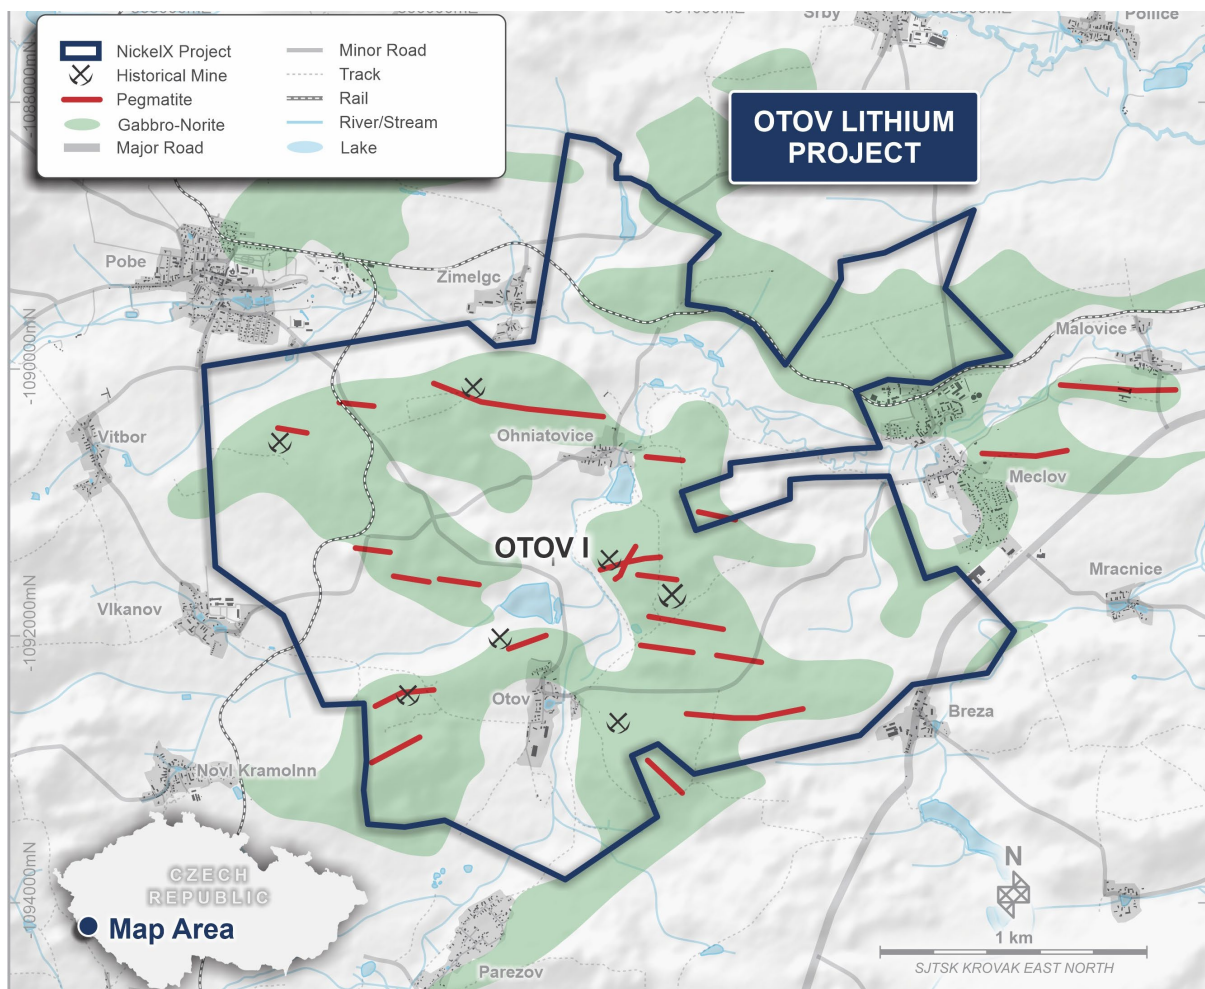 Srby
NickelX Project
Historical Mine
Pegmatite
Gabbro-Norite
Major Road
Minor Road
Track
Rail
River/Stream
Lake
-1088000mN
OTOV LITHIUM
PROJECT
Pobe
Zimelgc
Malovice
-1090000mN
Vitbor
Ohniatovice
Meclov
OTOV I
Mracnice
Vlkanov
-1092000mN
Otov
Breza
Novl Kramolnn
-1094000mN
CZECH
REPUBLIC
Map Area
N
1 km
SJTSK KROVAK EAST NORTH
Parezov